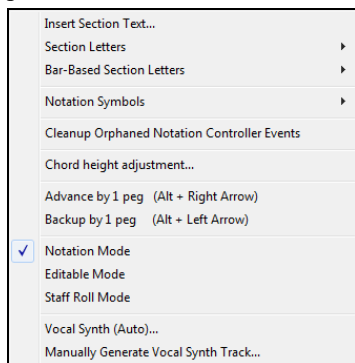 Insert Section Text...
Section Letters
Bar-Based Section Letters
Notation Symbols
Cleanup Orphaned Notation Controller Events
Chord height adjustment...
Advance by 1 peg (Alt + Right Arrow)
Backup by 1 peg (Alt + Left Arrow)
Notation Mode
Editable Mode
Staff Roll Mode
Vocal Synth (Auto)...
Manually Generate Vocal Synth Track...